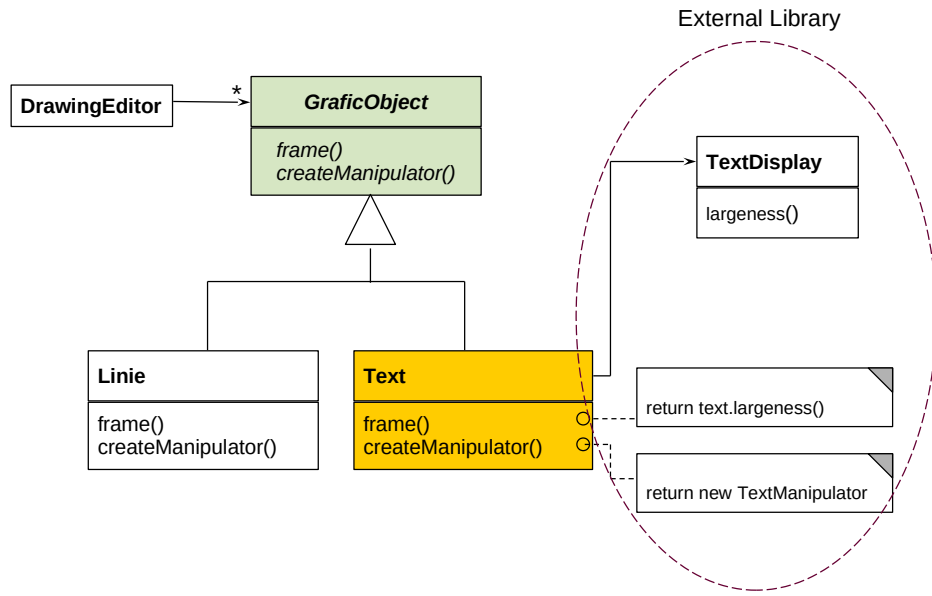 External Library
DrawingEditor
*
GraficObject
frame()
createManipulator()
TextDisplay
largeness()
Linie
frame()
createManipulator()
Text
frame()
createManipulator()
return text.largeness()
return new TextManipulator